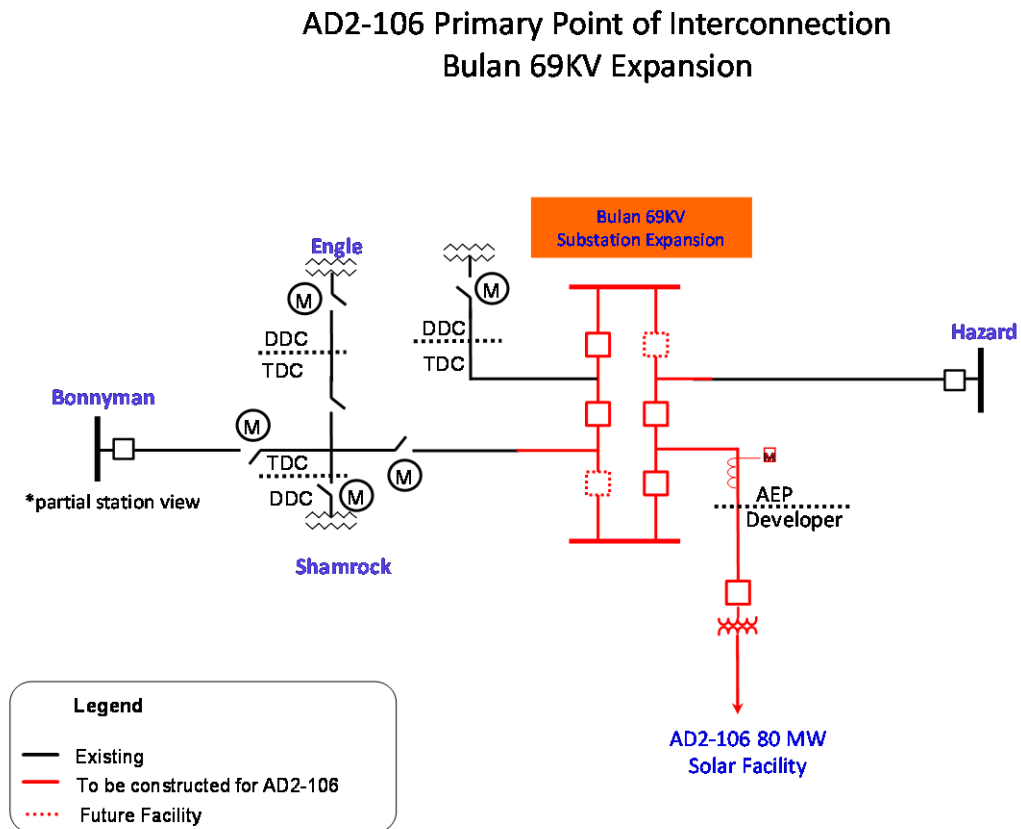 AD2-106 Primary Point of Interconnection
Bulan 69KV Expansion
Bulan 69KV
Substation Expansion
Engle
M
M
DDC
TDC
DDC
TDC
Hazard
Bonnyman
M
TDC
DDC
M
M
*partial station view
Shamrock
M
AEP
Developer
AD2-106 80 MW
Solar Facility
Legend
Existing
To be constructed for AD2-106
Future Facility